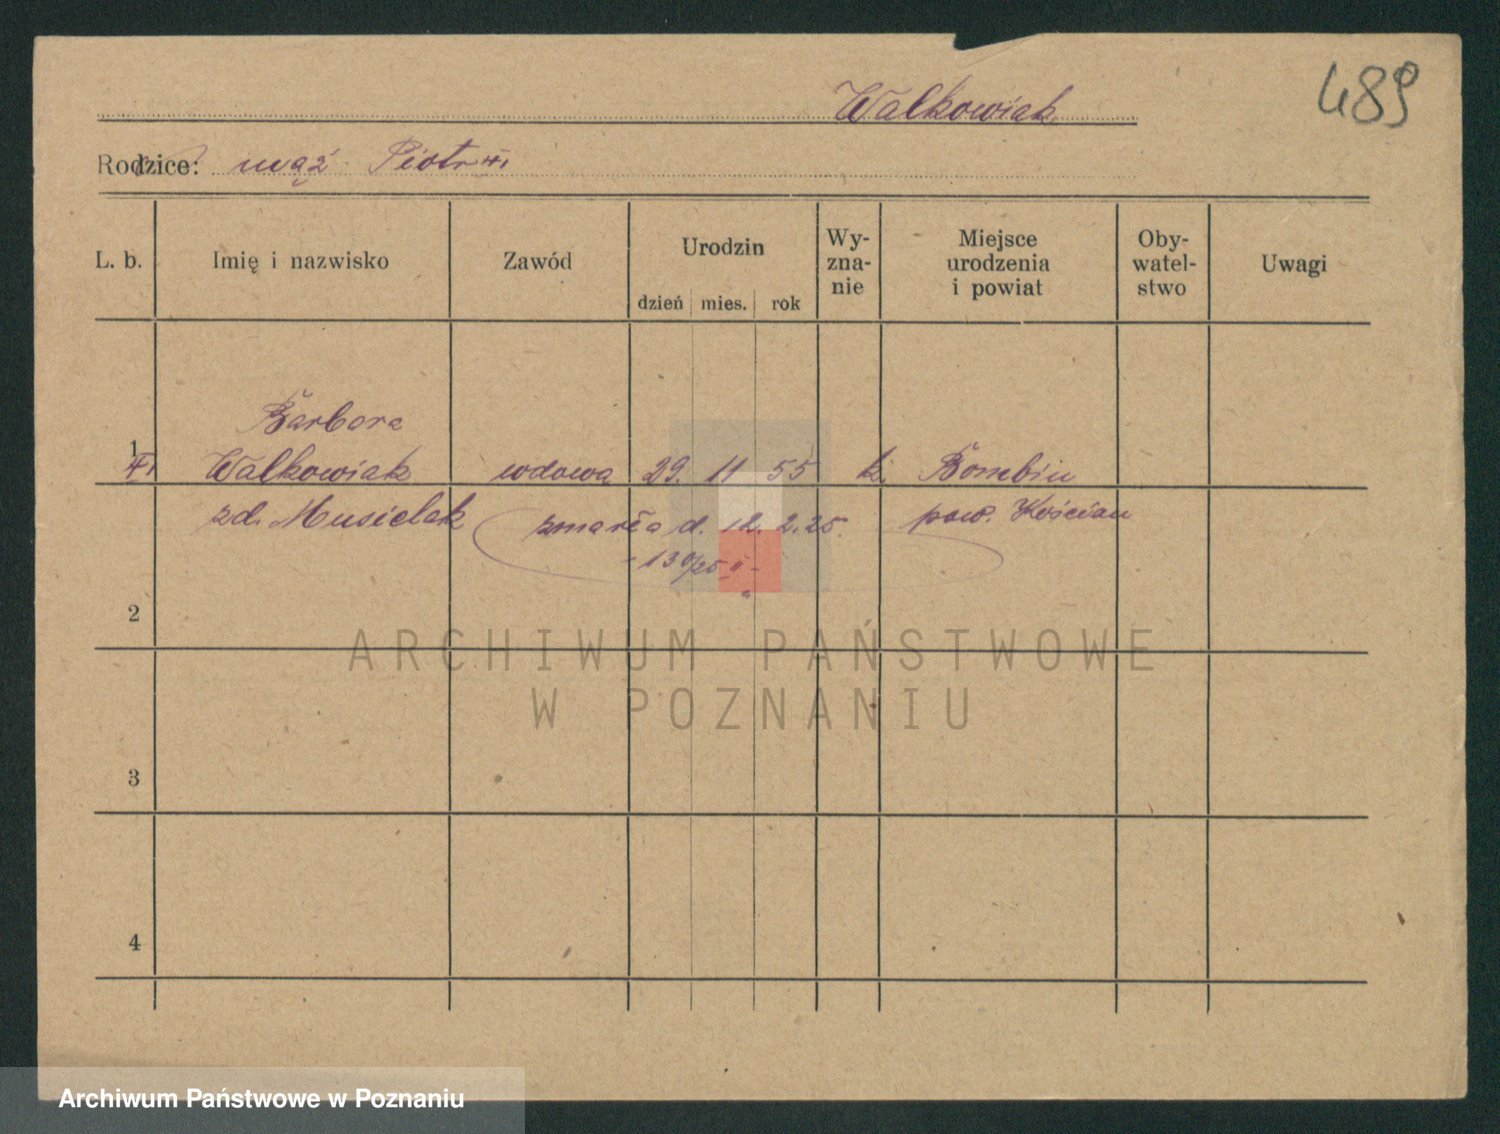 489
Walkowiak
Rodzice: mąż Piotr
L. b. Imię i nazwisko Zawód Urodzin Wy-zna-nie Miejsce urodzenia i powiat Oby-watel-stwo Uwagi
dzień mies. rok
Barbara
1 Walkowiak wdowa 29. 11 55 k. Bombin
zd. Musielak zmarła d. 12. 2. 25. pow. Kościan
2
ARCHIWUM PAŃSTWOWE
W POZNANIU
3
4
Archiwum Państwowe w Poznaniu